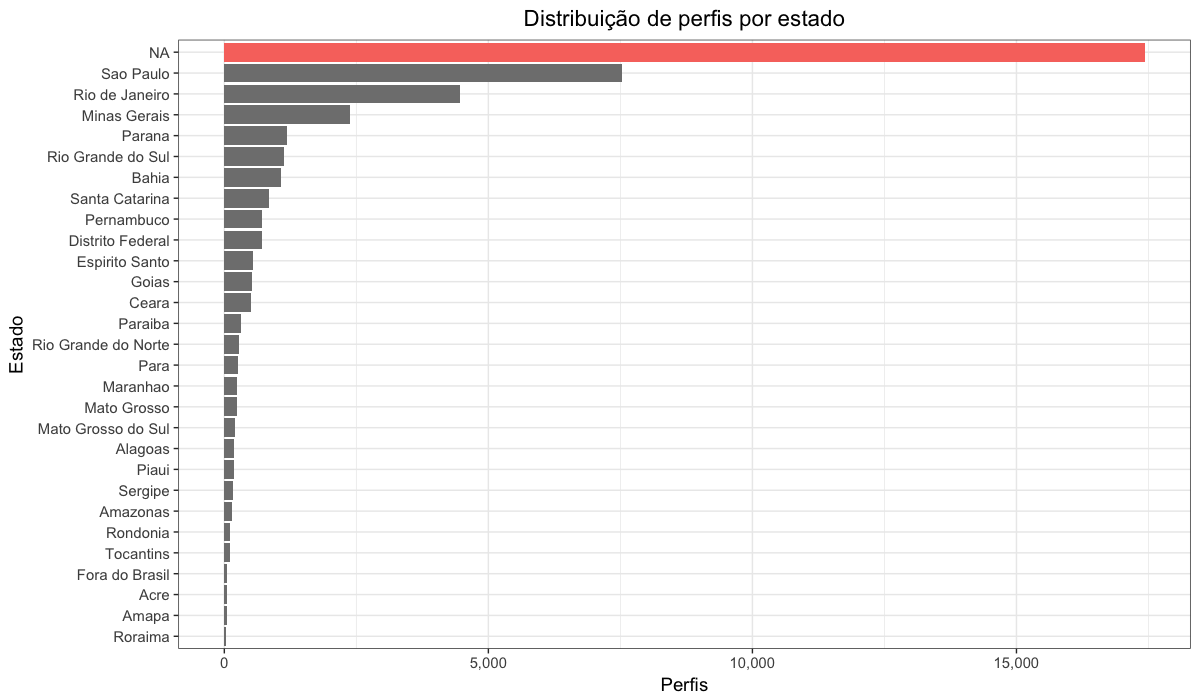 Distribuição de perfis por estado
Estado
NA
Sao Paulo
Rio de Janeiro
Minas Gerais
Parana
Rio Grande do Sul
Bahia
Santa Catarina
Pernambuco
Distrito Federal
Espirito Santo
Goias
Ceara
Paraiba
Rio Grande do Norte
Para
Maranhao
Mato Grosso
Mato Grosso do Sul
Alagoas
Piaui
Sergipe
Amazonas
Rondonia
Tocantins
Fora do Brasil
Acre
Amapa
Roraima
0 5,000 10,000 15,000
Perfis